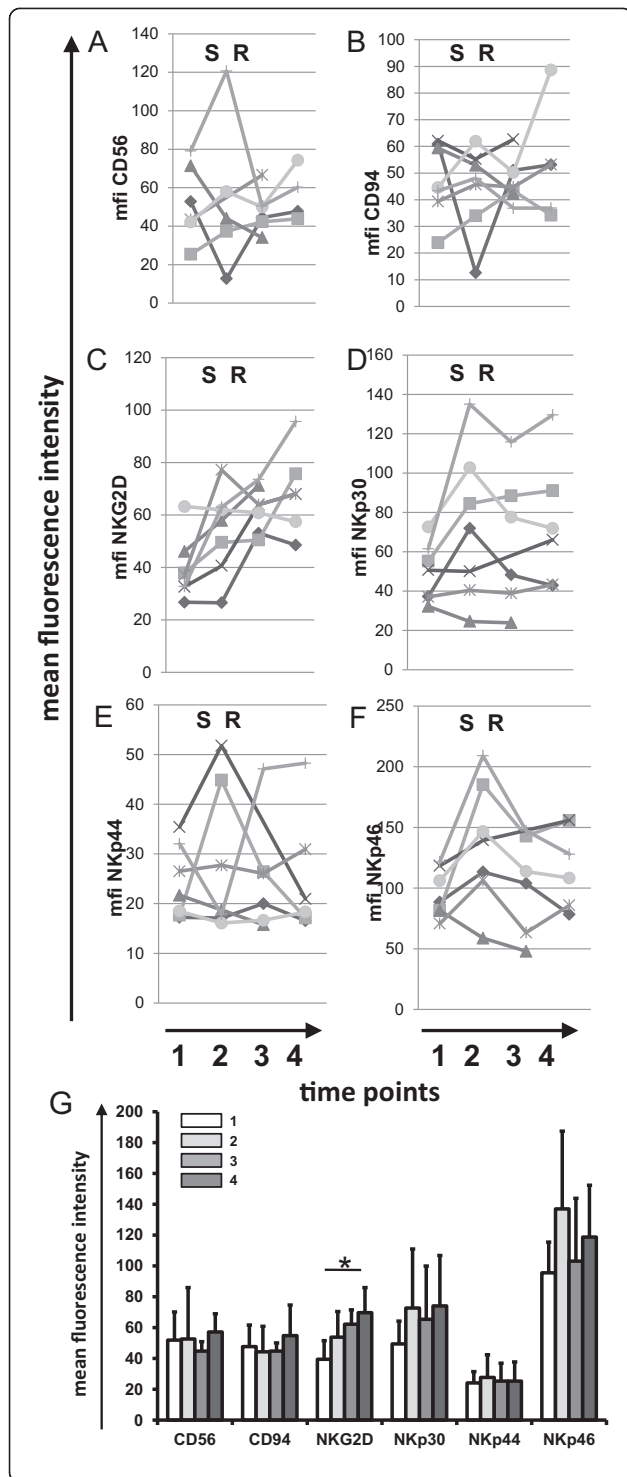 A
S R
mfi CD56
140
120
100
80
60
40
20
0
B
S R
mfi CD94
100
90
80
70
60
50
40
30
20
10
0
C
S R
mfi NKG2D
120
100
80
60
40
20
0
D
S R
mfi NKp30
160
140
120
100
80
60
40
20
0
mean fluorescence intensity
E
S R
mfi NKp44
60
50
40
30
20
10
0
F
S R
mfi NKp46
250
200
150
100
50
0
1 2 3 4
1 2 3 4
time points
G
mean fluorescence intensity
200
180
160
140
120
100
80
60
40
20
0
1
2
3
4
*
CD56 CD94 NKG2D NKp30 NKp44 NKp46